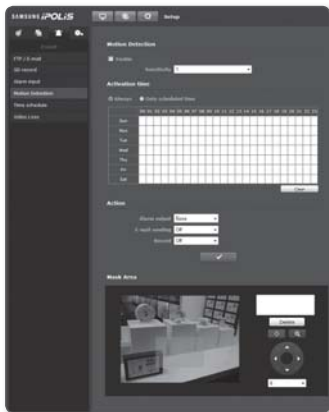 SAMSUNG iPOLiS
Setup
Event
FTP / E-mail
SD record
Alarm input
Motion Detection
Time schedule
Video Loss
Motion Detection
Enable
Sensitivity
Activation time
Always Only scheduled time
00 01 02 03 04 05 06 07 08 09 10 11 12 13 14 15 16 17 18 19 20 21 22 23
Sun
Mon
Tue
Wed
Thu
Fri
Sat
Clear
Action
Alarm output None
E-mail sending Off
Record Off
Mask Area
Delete